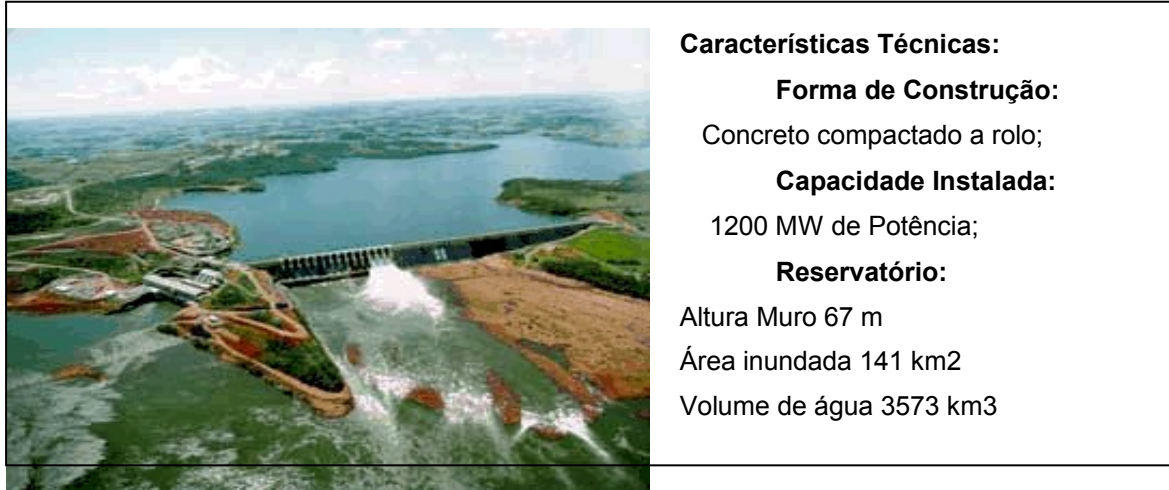 Características Técnicas:
Forma de Construção:
Concreto compactado a rolo;
Capacidade Instalada:
1200 MW de Potência;
Reservatório:
Altura Muro 67 m
Área inundada 141 km2
Volume de água 3573 km3